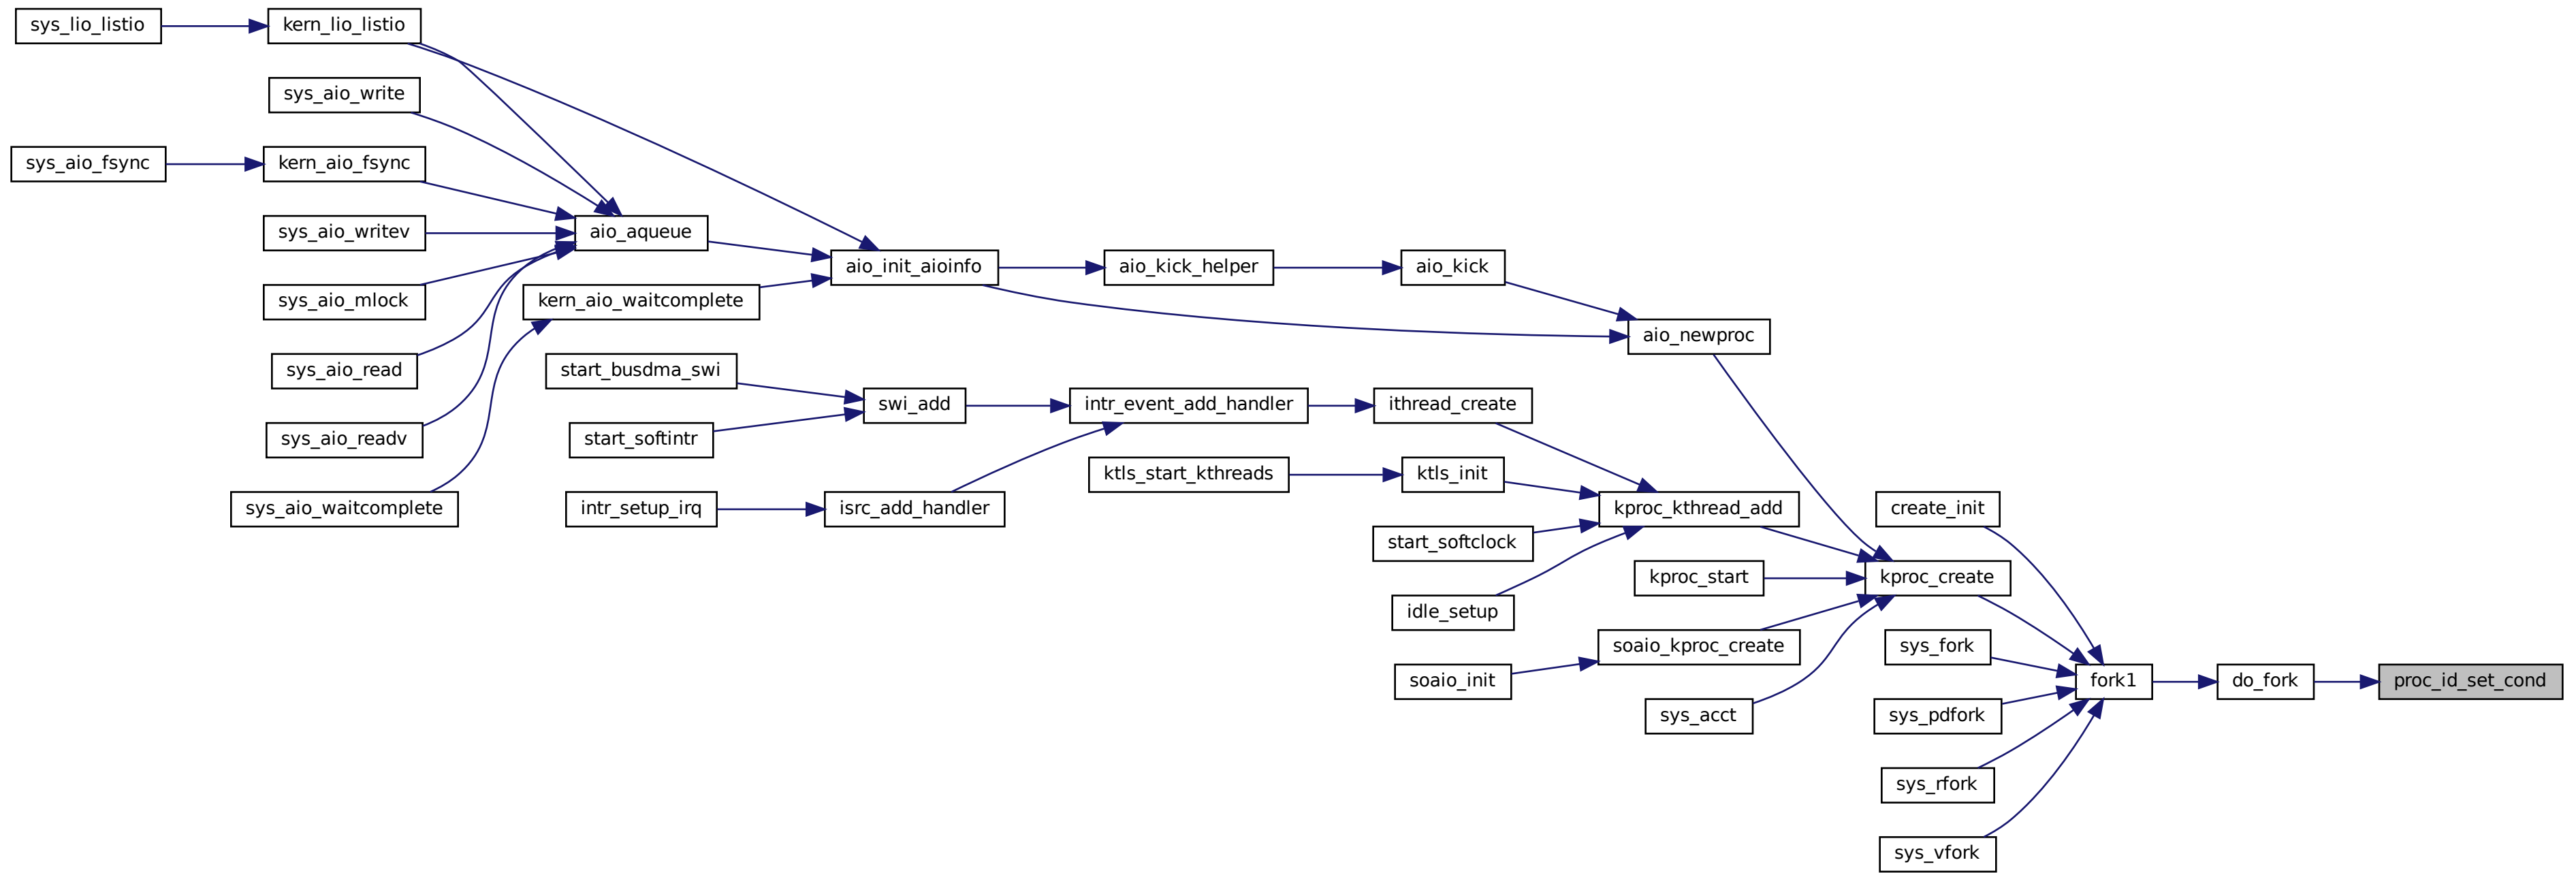 sys_lio_listio
kern_lio_listio
sys_aio_write
sys_aio_fsync
kern_aio_fsync
sys_aio_writev
aio_aqueue
sys_aio_mlock
kern_aio_waitcomplete
aio_init_aioinfo
aio_kick_helper
aio_kick
aio_newproc
sys_aio_read
sys_aio_readv
sys_aio_waitcomplete
start_busdma_swi
start_softintr
swi_add
intr_event_add_handler
ithread_create
intr_setup_irq
isrc_add_handler
ktls_start_kthreads
ktls_init
kproc_kthread_add
start_softclock
idle_setup
create_init
kproc_start
kproc_create
soaio_init
soaio_kproc_create
sys_acct
sys_fork
sys_pdfork
sys_rfork
sys_vfork
fork1
do_fork
proc_id_set_cond